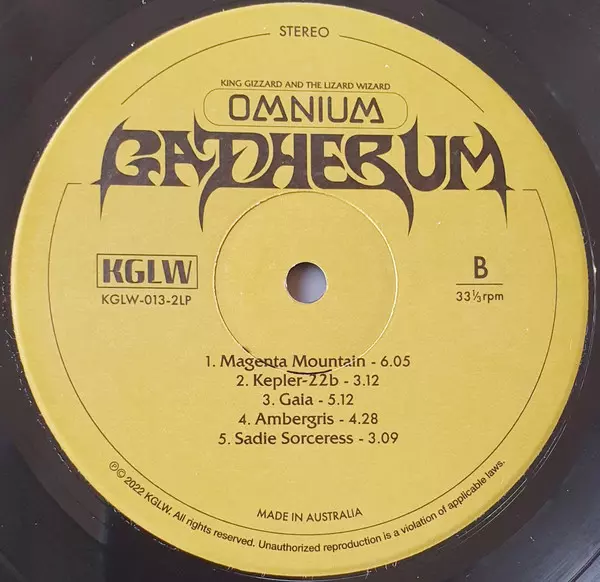 STEREO
KING GIZZARD AND THE LIZARD WIZARD
OMNIUM
GATHERUM
KGLW
KGLW-013-2LP
B
33⅓rpm
1. Magenta Mountain - 6.05
2. Kepler-22b - 3.12
3. Gaia - 5.12
4. Ambergris - 4.28
5. Sadie Sorceress - 3.09
MADE IN AUSTRALIA
℗© 2022 KGLW. All rights reserved. Unauthorized reproduction is a violation of applicable laws.